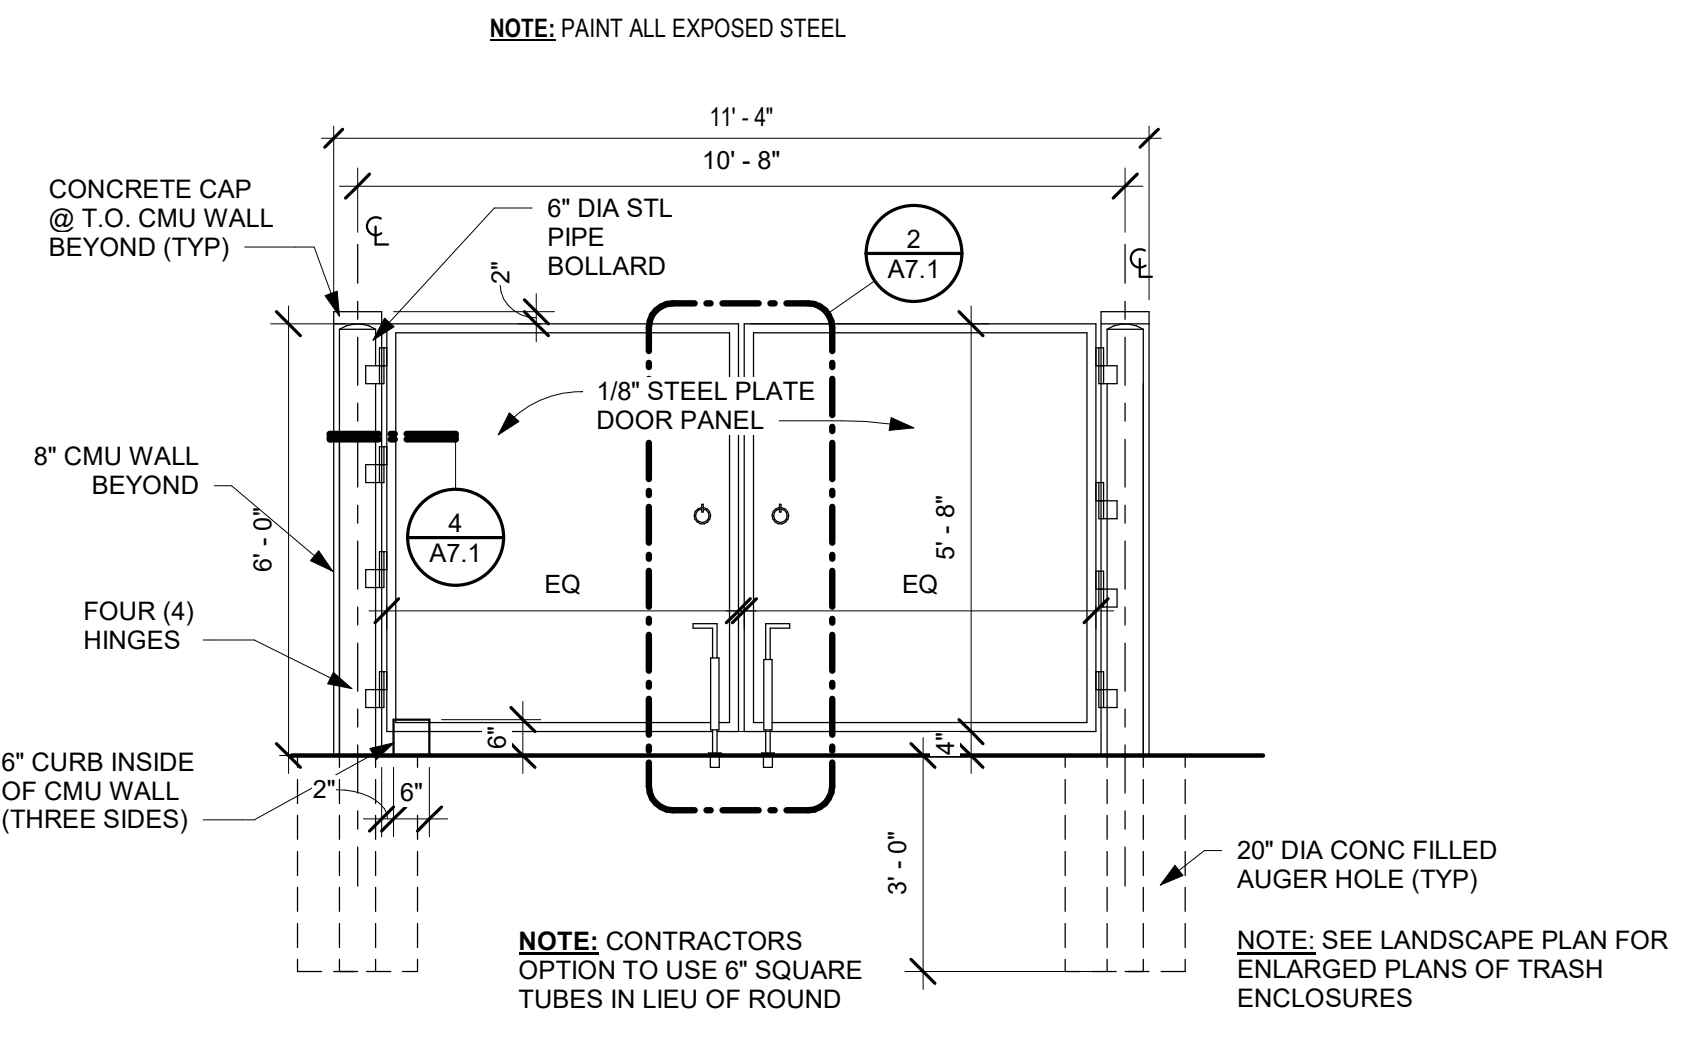 NOTE: PAINT ALL EXPOSED STEEL
11' - 4"
10' - 8"
CONCRETE CAP
@ T.O. CMU WALL
BEYOND (TYP)
℄
6" DIA STL
PIPE
BOLLARD
2"
2
A7.1
℄
1/8" STEEL PLATE
DOOR PANEL
8" CMU WALL
BEYOND
6' - 0"
4
A7.1
5' - 8"
EQ
EQ
FOUR (4)
HINGES
6"
4"
6" CURB INSIDE
OF CMU WALL
(THREE SIDES)
2"
6"
3' - 0"
20" DIA CONC FILLED
AUGER HOLE (TYP)
NOTE: CONTRACTORS
OPTION TO USE 6" SQUARE
TUBES IN LIEU OF ROUND
NOTE: SEE LANDSCAPE PLAN FOR
ENLARGED PLANS OF TRASH
ENCLOSURES